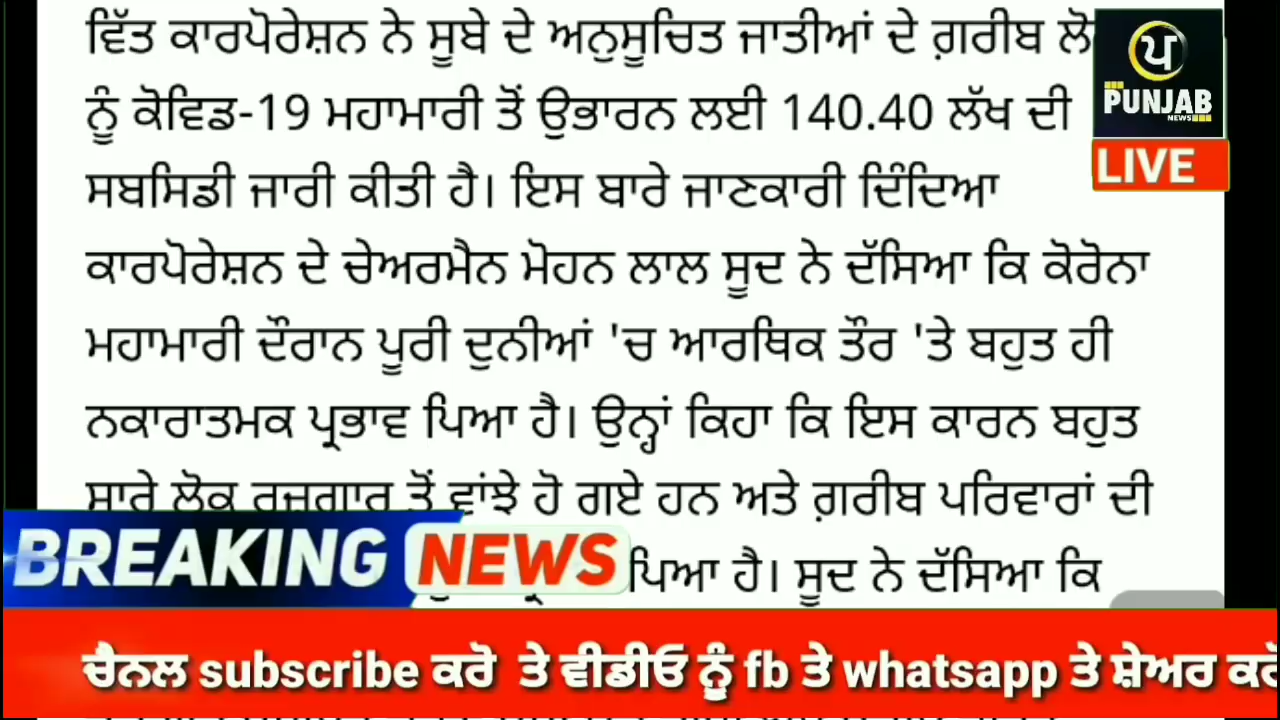 ਵਿੱਤ ਕਾਰਪੋਰੇਸ਼ਨ ਨੇ ਸੂਬੇ ਦੇ ਅਨੁਸੂਚਿਤ ਜਾਤੀਆਂ ਦੇ ਗ਼ਰੀਬ
ਨੂੰ ਕੋਵਿਡ-19 ਮਹਾਮਾਰੀ ਤੋਂ ਉਭਾਰਨ ਲਈ 140.40 ਲੱਖ ਦੀ
ਸਬਸਿਡੀ ਜਾਰੀ ਕੀਤੀ ਹੈ। ਇਸ ਬਾਰੇ ਜਾਣਕਾਰੀ ਦਿੰਦਿਆ
ਕਾਰਪੋਰੇਸ਼ਨ ਦੇ ਚੇਅਰਮੈਨ ਮੋਹਨ ਲਾਲ ਸੂਦ ਨੇ ਦੱਸਿਆ ਕਿ ਕੋਰੋਨਾ
ਮਹਾਮਾਰੀ ਦੌਰਾਨ ਪੂਰੀ ਦੁਨੀਆਂ 'ਚ ਆਰਥਿਕ ਤੌਰ 'ਤੇ ਬਹੁਤ ਹੀ
ਨਕਾਰਾਤਮਕ ਪ੍ਰਭਾਵ ਪਿਆ ਹੈ। ਉਨ੍ਹਾਂ ਕਿਹਾ ਕਿ ਇਸ ਕਾਰਨ ਬਹੁਤ
ਸਾਰੇ ਲੋਕ ਰੁਜ਼ਗਾਰ ਤੋਂ ਵਾਂਝੇ ਹੋ ਗਏ ਹਨ ਅਤੇ ਗ਼ਰੀਬ ਪਰਿਵਾਰਾਂ ਦੀ
ਪਿਆ ਹੈ। ਸੂਦ ਨੇ ਦੱਸਿਆ ਕਿ
ਪ
PUNJAB
NEWS
LIVE
BREAKING NEWS
ਚੈਨਲ subscribe ਕਰੋ ਤੇ ਵੀਡੀਓ ਨੂੰ fb ਤੇ whatsapp ਤੇ ਸ਼ੇਅਰ ਕਰੋ